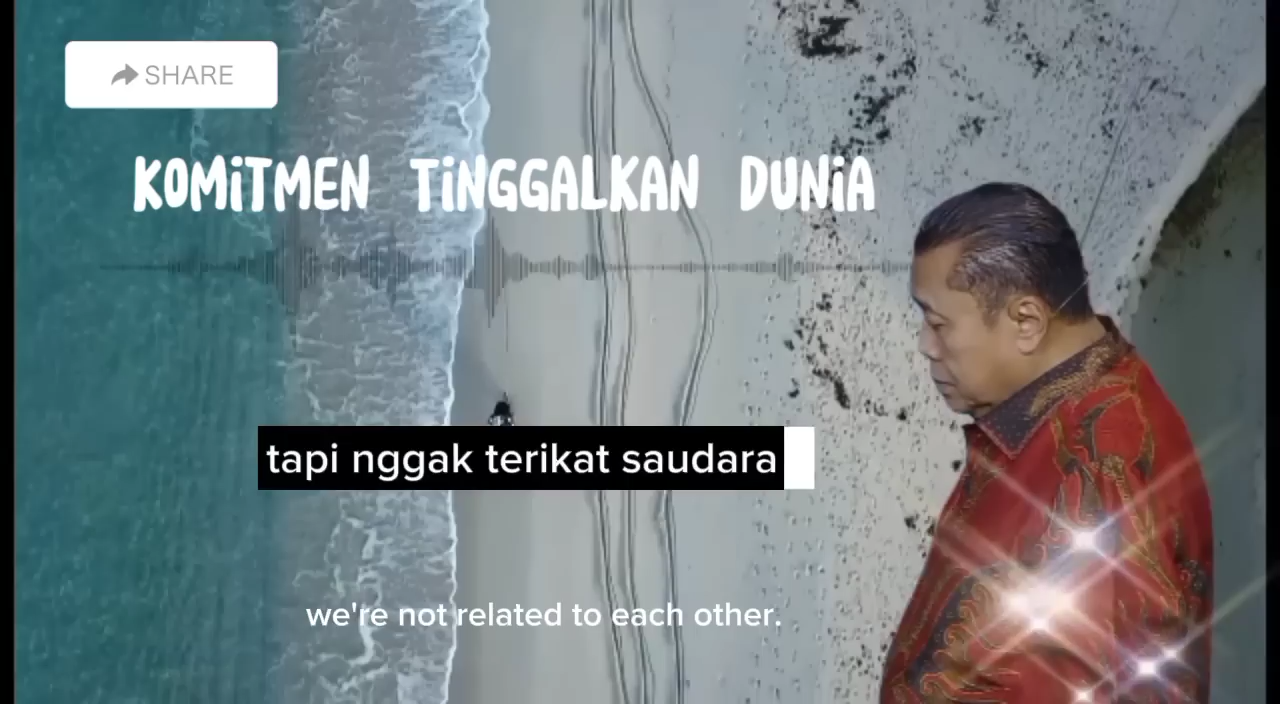 SHARE
KOMiTMEN TiNGGALKAN DUNiA
tapi nggak terikat saudara
we're not related to each other.